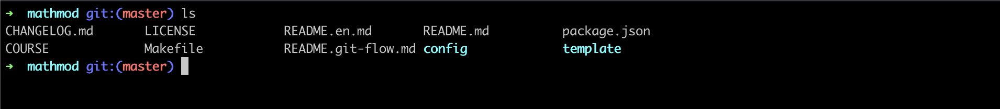 ➜  mathmod git:(master) ls
CHANGELOG.md       LICENSE            README.en.md       README.md          package.json
COURSE             Makefile           README.git-flow.md config             template
➜  mathmod git:(master)